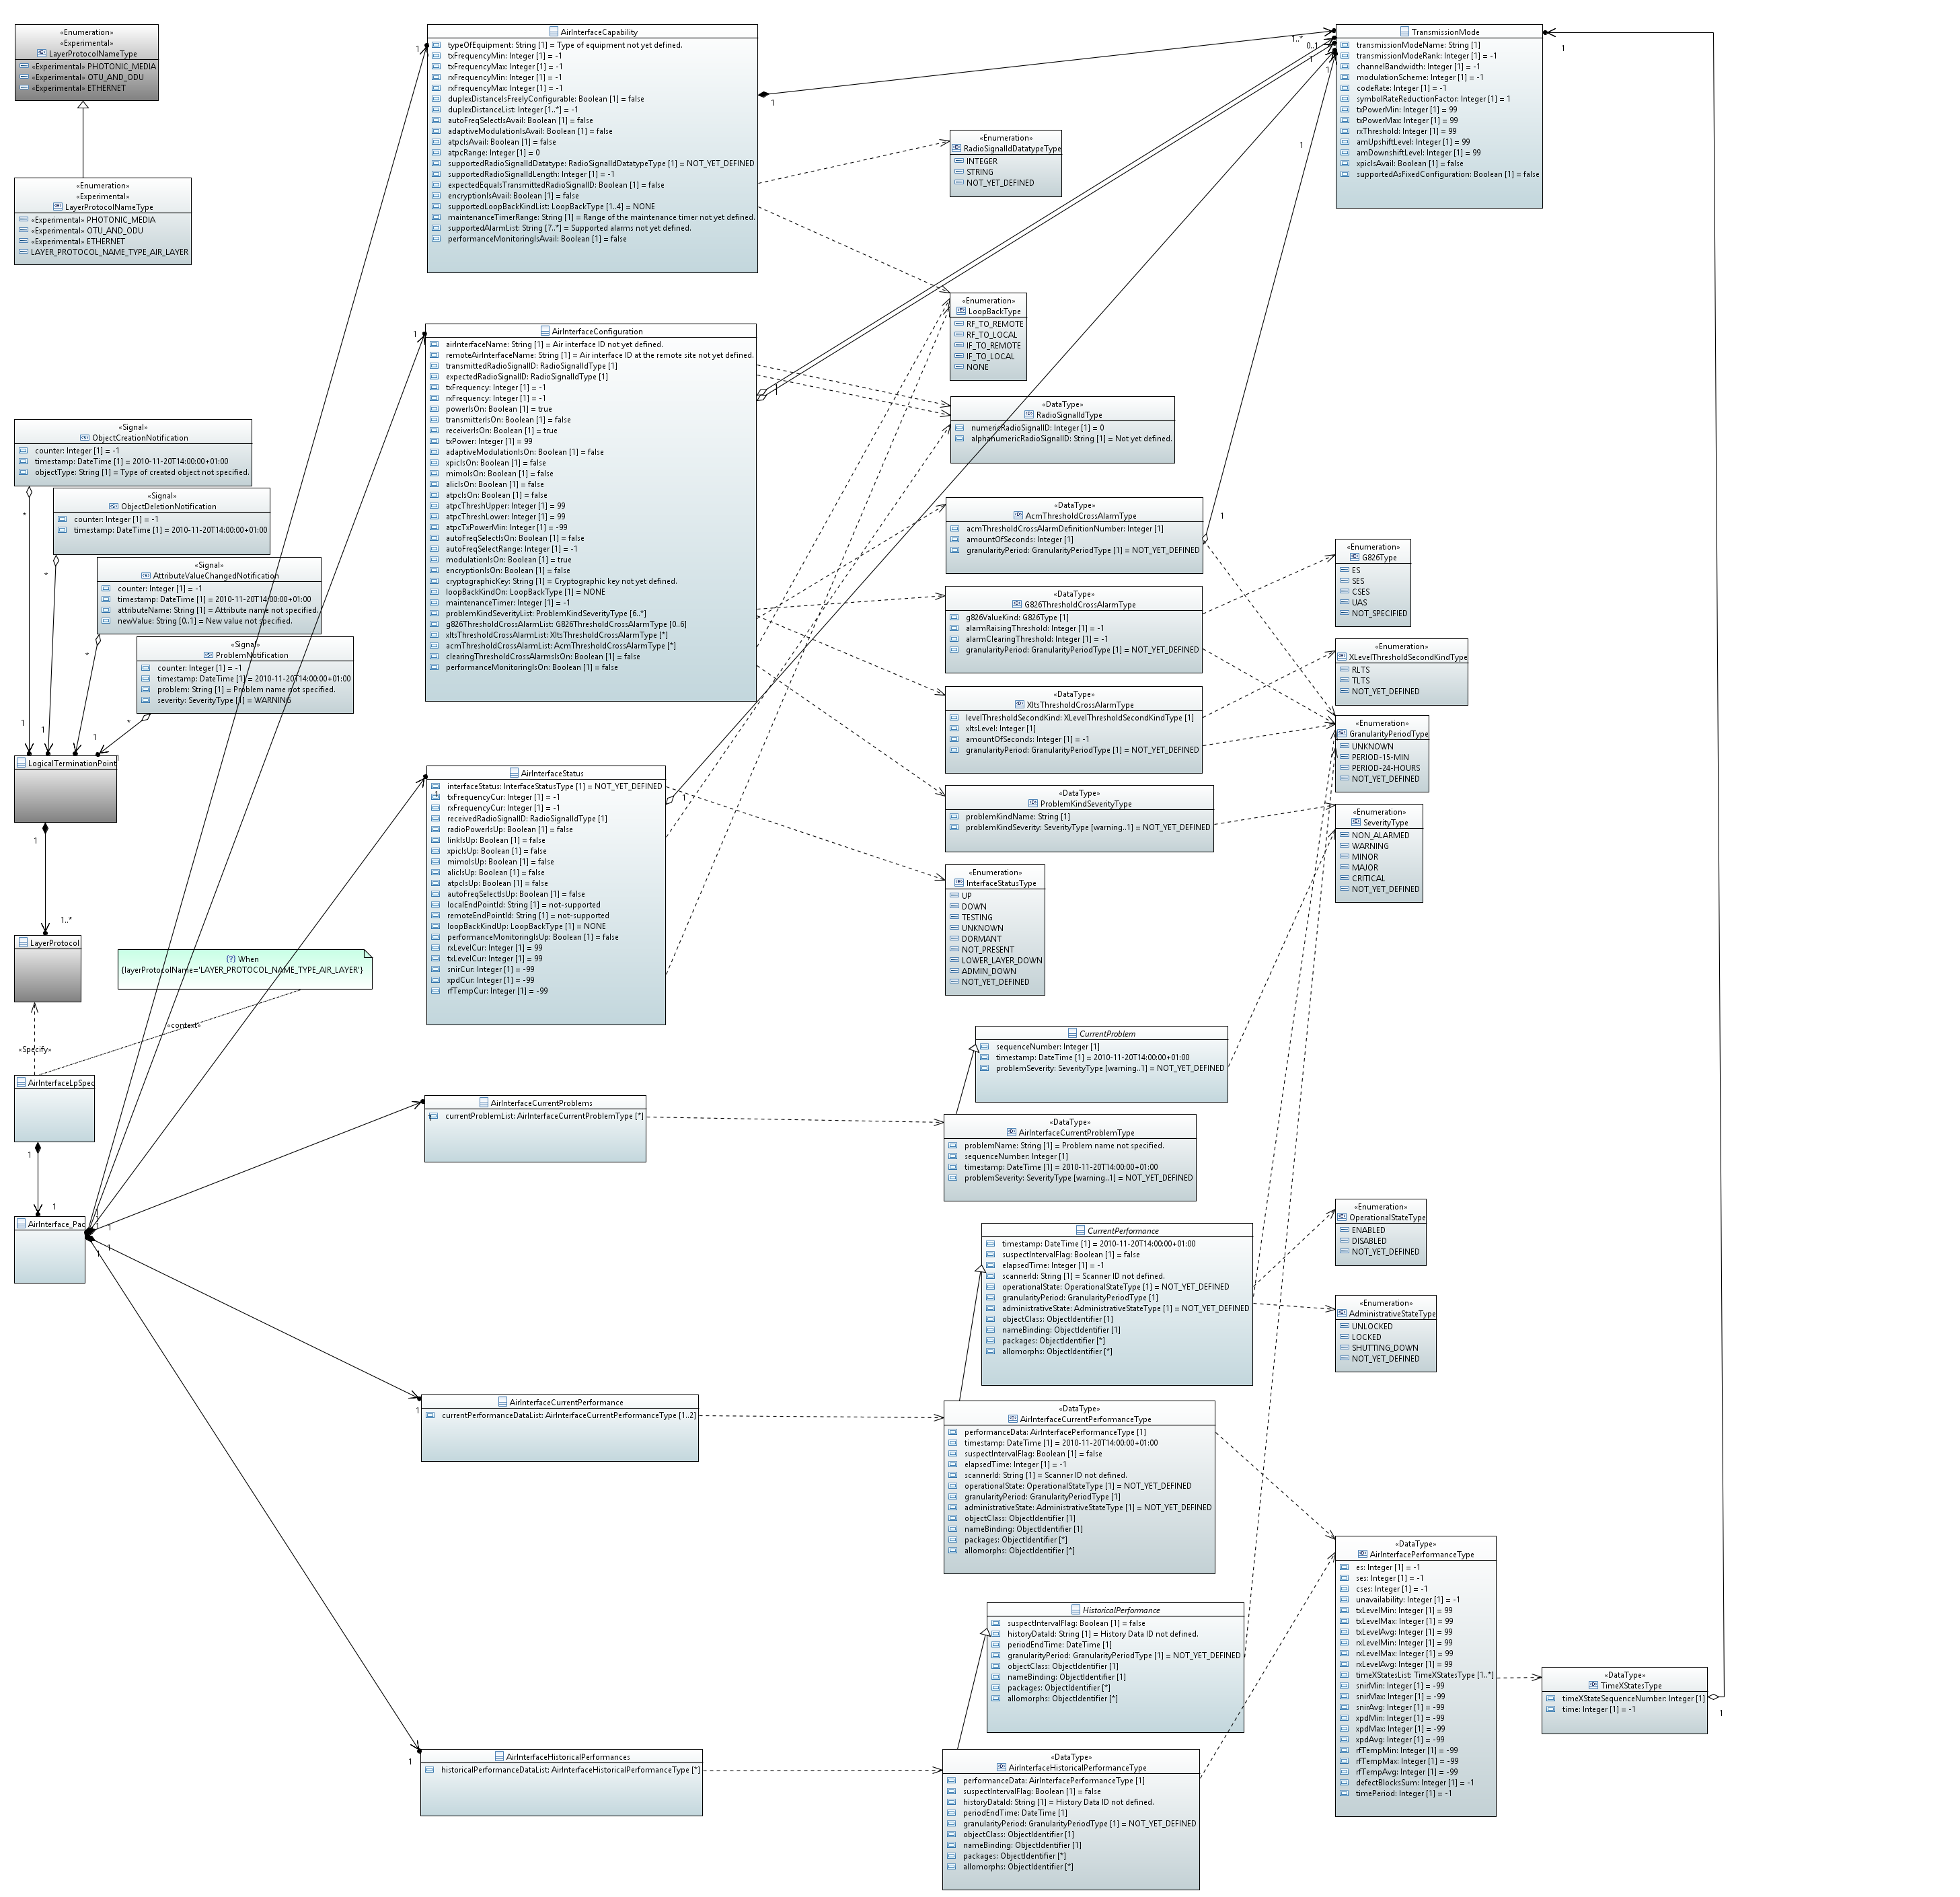 «Enumeration»
«Experimental»
LayerProtocolNameType
«Experimental» PHOTONIC_MEDIA
«Experimental» OTU_AND_ODU
«Experimental» ETHERNET
«Enumeration»
«Experimental»
LayerProtocolNameType
«Experimental» PHOTONIC_MEDIA
«Experimental» OTU_AND_ODU
«Experimental» ETHERNET
LAYER_PROTOCOL_NAME_TYPE_AIR_LAYER
«Signal»
ObjectCreationNotification
counter: Integer [1] = -1
timestamp: DateTime [1] = 2010-11-20T14:00:00+01:00
objectType: String [1] = Type of created object not specified.
«Signal»
ObjectDeletionNotification
counter: Integer [1] = -1
timestamp: DateTime [1] = 2010-11-20T14:00:00+01:00
«Signal»
AttributeValueChangedNotification
counter: Integer [1] = -1
timestamp: DateTime [1] = 2010-11-20T14:00:00+01:00
attributeName: String [1] = Attribute name not specified.
newValue: String [0..1] = New value not specified.
«Signal»
ProblemNotification
counter: Integer [1] = -1
timestamp: DateTime [1] = 2010-11-20T14:00:00+01:00
problem: String [1] = Problem name not specified.
severity: SeverityType [1] = WARNING
*
*
*
*
1
1
1
1
LogicalTerminationPoint
1
1..*
LayerProtocol
(?) When
{layerProtocolName='LAYER_PROTOCOL_NAME_TYPE_AIR_LAYER'}
«context»
«Specify»
AirInterfaceLpSpec
1
1
AirInterface_Pac
1
1
1
1
1
AirInterfaceCapability
typeOfEquipment: String [1] = Type of equipment not yet defined.
txFrequencyMin: Integer [1] = -1
txFrequencyMax: Integer [1] = -1
rxFrequencyMin: Integer [1] = -1
rxFrequencyMax: Integer [1] = -1
duplexDistanceIsFreelyConfigurable: Boolean [1] = false
duplexDistanceList: Integer [1..*] = -1
autoFreqSelectIsAvail: Boolean [1] = false
adaptiveModulationIsAvail: Boolean [1] = false
atpcIsAvail: Boolean [1] = false
atpcRange: Integer [1] = 0
supportedRadioSignalIdDatatype: RadioSignalIdDatatypeType [1] = NOT_YET_DEFINED
supportedRadioSignalIdLength: Integer [1] = -1
expectedEqualsTransmittedRadioSignalID: Boolean [1] = false
encryptionIsAvail: Boolean [1] = false
supportedLoopBackKindList: LoopBackType [1..4] = NONE
maintenanceTimerRange: String [1] = Range of the maintenance timer not yet defined.
supportedAlarmList: String [7..*] = Supported alarms not yet defined.
performanceMonitoringIsAvail: Boolean [1] = false
1
1
AirInterfaceConfiguration
airInterfaceName: String [1] = Air interface ID not yet defined.
remoteAirInterfaceName: String [1] = Air interface ID at the remote site not yet defined.
transmittedRadioSignalID: RadioSignalIdType [1]
expectedRadioSignalID: RadioSignalIdType [1]
txFrequency: Integer [1] = -1
rxFrequency: Integer [1] = -1
powerIsOn: Boolean [1] = true
transmitterIsOn: Boolean [1] = false
receiverIsOn: Boolean [1] = true
txPower: Integer [1] = 99
adaptiveModulationIsOn: Boolean [1] = false
xpicIsOn: Boolean [1] = false
mimoIsOn: Boolean [1] = false
alicIsOn: Boolean [1] = false
atpcIsOn: Boolean [1] = false
atpcThreshUpper: Integer [1] = 99
atpcThreshLower: Integer [1] = 99
atpcTxPowerMin: Integer [1] = -99
autoFreqSelectIsOn: Boolean [1] = false
autoFreqSelectRange: Integer [1] = -1
modulationIsOn: Boolean [1] = true
encryptionIsOn: Boolean [1] = false
cryptographicKey: String [1] = Cryptographic key not yet defined.
loopBackKindOn: LoopBackType [1] = NONE
maintenanceTimer: Integer [1] = -1
problemKindSeverityList: ProblemKindSeverityType [6..*]
g826ThresholdCrossAlarmList: G826ThresholdCrossAlarmType [0..6]
xltsThresholdCrossAlarmList: XltsThresholdCrossAlarmType [*]
acmThresholdCrossAlarmList: AcmThresholdCrossAlarmType [*]
clearingThresholdCrossAlarmsIsOn: Boolean [1] = false
performanceMonitoringIsOn: Boolean [1] = false
1
1
AirInterfaceStatus
interfaceStatus: InterfaceStatusType [1] = NOT_YET_DEFINED
txFrequencyCur: Integer [1] = -1
rxFrequencyCur: Integer [1] = -1
receivedRadioSignalID: RadioSignalIdType [1]
radioPowerIsUp: Boolean [1] = false
linkIsUp: Boolean [1] = false
xpicIsUp: Boolean [1] = false
mimoIsUp: Boolean [1] = false
alicIsUp: Boolean [1] = false
atpcIsUp: Boolean [1] = false
autoFreqSelectIsUp: Boolean [1] = false
localEndPointId: String [1] = not-supported
remoteEndPointId: String [1] = not-supported
loopBackKindUp: LoopBackType [1] = NONE
performanceMonitoringIsUp: Boolean [1] = false
rxLevelCur: Integer [1] = 99
txLevelCur: Integer [1] = 99
snirCur: Integer [1] = -99
xpdCur: Integer [1] = -99
rfTempCur: Integer [1] = -99
1
1
AirInterfaceCurrentProblems
currentProblemList: AirInterfaceCurrentProblemType [*]
1
AirInterfaceCurrentPerformance
currentPerformanceDataList: AirInterfaceCurrentPerformanceType [1..2]
1
AirInterfaceHistoricalPerformances
historicalPerformanceDataList: AirInterfaceHistoricalPerformanceType [*]
1
«Enumeration»
RadioSignalIdDatatypeType
INTEGER
STRING
NOT_YET_DEFINED
«Enumeration»
LoopBackType
RF_TO_REMOTE
RF_TO_LOCAL
IF_TO_REMOTE
IF_TO_LOCAL
NONE
«DataType»
RadioSignalIdType
numericRadioSignalID: Integer [1] = 0
alphanumericRadioSignalID: String [1] = Not yet defined.
«DataType»
AcmThresholdCrossAlarmType
acmThresholdCrossAlarmDefinitionNumber: Integer [1]
amountOfSeconds: Integer [1]
granularityPeriod: GranularityPeriodType [1] = NOT_YET_DEFINED
1
«DataType»
G826ThresholdCrossAlarmType
g826ValueKind: G826Type [1]
alarmRaisingThreshold: Integer [1] = -1
alarmClearingThreshold: Integer [1] = -1
granularityPeriod: GranularityPeriodType [1] = NOT_YET_DEFINED
«DataType»
XltsThresholdCrossAlarmType
levelThresholdSecondKind: XLevelThresholdSecondKindType [1]
xltsLevel: Integer [1]
amountOfSeconds: Integer [1] = -1
granularityPeriod: GranularityPeriodType [1] = NOT_YET_DEFINED
«DataType»
ProblemKindSeverityType
problemKindName: String [1]
problemKindSeverity: SeverityType [warning..1] = NOT_YET_DEFINED
«Enumeration»
InterfaceStatusType
UP
DOWN
TESTING
UNKNOWN
DORMANT
NOT_PRESENT
LOWER_LAYER_DOWN
ADMIN_DOWN
NOT_YET_DEFINED
CurrentProblem
sequenceNumber: Integer [1]
timestamp: DateTime [1] = 2010-11-20T14:00:00+01:00
problemSeverity: SeverityType [warning..1] = NOT_YET_DEFINED
«DataType»
AirInterfaceCurrentProblemType
problemName: String [1] = Problem name not specified.
sequenceNumber: Integer [1]
timestamp: DateTime [1] = 2010-11-20T14:00:00+01:00
problemSeverity: SeverityType [warning..1] = NOT_YET_DEFINED
CurrentPerformance
timestamp: DateTime [1] = 2010-11-20T14:00:00+01:00
suspectIntervalFlag: Boolean [1] = false
elapsedTime: Integer [1] = -1
scannerId: String [1] = Scanner ID not defined.
operationalState: OperationalStateType [1] = NOT_YET_DEFINED
granularityPeriod: GranularityPeriodType [1]
administrativeState: AdministrativeStateType [1] = NOT_YET_DEFINED
objectClass: ObjectIdentifier [1]
nameBinding: ObjectIdentifier [1]
packages: ObjectIdentifier [*]
allomorphs: ObjectIdentifier [*]
«DataType»
AirInterfaceCurrentPerformanceType
performanceData: AirInterfacePerformanceType [1]
timestamp: DateTime [1] = 2010-11-20T14:00:00+01:00
suspectIntervalFlag: Boolean [1] = false
elapsedTime: Integer [1] = -1
scannerId: String [1] = Scanner ID not defined.
operationalState: OperationalStateType [1] = NOT_YET_DEFINED
granularityPeriod: GranularityPeriodType [1]
administrativeState: AdministrativeStateType [1] = NOT_YET_DEFINED
objectClass: ObjectIdentifier [1]
nameBinding: ObjectIdentifier [1]
packages: ObjectIdentifier [*]
allomorphs: ObjectIdentifier [*]
HistoricalPerformance
suspectIntervalFlag: Boolean [1] = false
historyDataId: String [1] = History Data ID not defined.
periodEndTime: DateTime [1]
granularityPeriod: GranularityPeriodType [1] = NOT_YET_DEFINED
objectClass: ObjectIdentifier [1]
nameBinding: ObjectIdentifier [1]
packages: ObjectIdentifier [*]
allomorphs: ObjectIdentifier [*]
«DataType»
AirInterfaceHistoricalPerformanceType
performanceData: AirInterfacePerformanceType [1]
suspectIntervalFlag: Boolean [1] = false
historyDataId: String [1] = History Data ID not defined.
periodEndTime: DateTime [1]
granularityPeriod: GranularityPeriodType [1] = NOT_YET_DEFINED
objectClass: ObjectIdentifier [1]
nameBinding: ObjectIdentifier [1]
packages: ObjectIdentifier [*]
allomorphs: ObjectIdentifier [*]
1..*
0..1
1
1
1
TransmissionMode
transmissionModeName: String [1]
transmissionModeRank: Integer [1] = -1
channelBandwidth: Integer [1] = -1
modulationScheme: Integer [1] = -1
codeRate: Integer [1] = -1
symbolRateReductionFactor: Integer [1] = 1
txPowerMin: Integer [1] = 99
txPowerMax: Integer [1] = 99
rxThreshold: Integer [1] = 99
amUpshiftLevel: Integer [1] = 99
amDownshiftLevel: Integer [1] = 99
xpicIsAvail: Boolean [1] = false
supportedAsFixedConfiguration: Boolean [1] = false
1
«Enumeration»
G826Type
ES
SES
CSES
UAS
NOT_SPECIFIED
«Enumeration»
XLevelThresholdSecondKindType
RLTS
TLTS
NOT_YET_DEFINED
«Enumeration»
GranularityPeriodType
UNKNOWN
PERIOD-15-MIN
PERIOD-24-HOURS
NOT_YET_DEFINED
«Enumeration»
SeverityType
NON_ALARMED
WARNING
MINOR
MAJOR
CRITICAL
NOT_YET_DEFINED
«Enumeration»
OperationalStateType
ENABLED
DISABLED
NOT_YET_DEFINED
«Enumeration»
AdministrativeStateType
UNLOCKED
LOCKED
SHUTTING_DOWN
NOT_YET_DEFINED
«DataType»
AirInterfacePerformanceType
es: Integer [1] = -1
ses: Integer [1] = -1
cses: Integer [1] = -1
unavailability: Integer [1] = -1
txLevelMin: Integer [1] = 99
txLevelMax: Integer [1] = 99
txLevelAvg: Integer [1] = 99
rxLevelMin: Integer [1] = 99
rxLevelMax: Integer [1] = 99
rxLevelAvg: Integer [1] = 99
timeXStatesList: TimeXStatesType [1..*]
snirMin: Integer [1] = -99
snirMax: Integer [1] = -99
snirAvg: Integer [1] = -99
xpdMin: Integer [1] = -99
xpdMax: Integer [1] = -99
xpdAvg: Integer [1] = -99
rfTempMin: Integer [1] = -99
rfTempMax: Integer [1] = -99
rfTempAvg: Integer [1] = -99
defectBlocksSum: Integer [1] = -1
timePeriod: Integer [1] = -1
«DataType»
TimeXStatesType
timeXStateSequenceNumber: Integer [1]
time: Integer [1] = -1
1